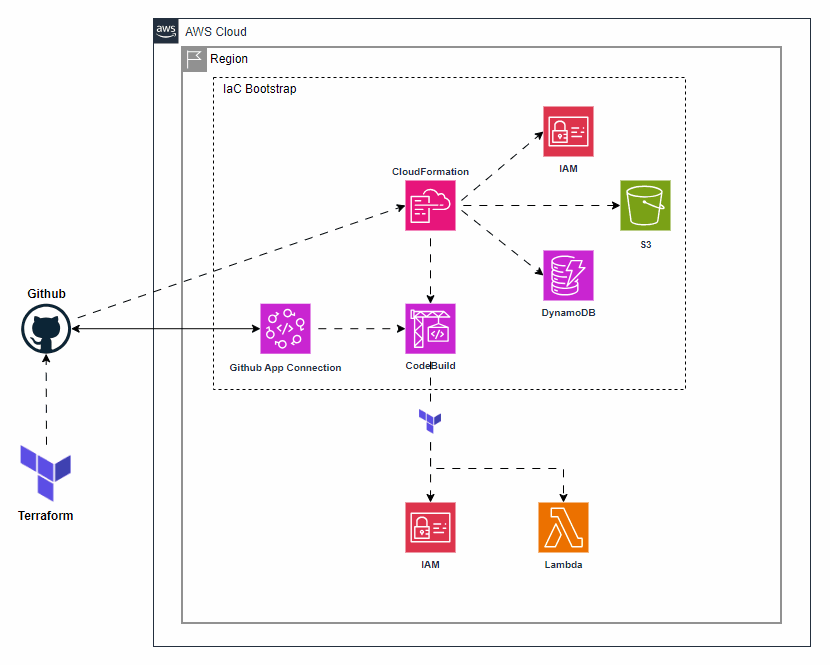 aws
AWS Cloud
Region
IaC Bootstrap
IAM
CloudFormation
S3
Github
DynamoDB
Github App Connection
CodeBuild
Terraform
IAM
Lambda